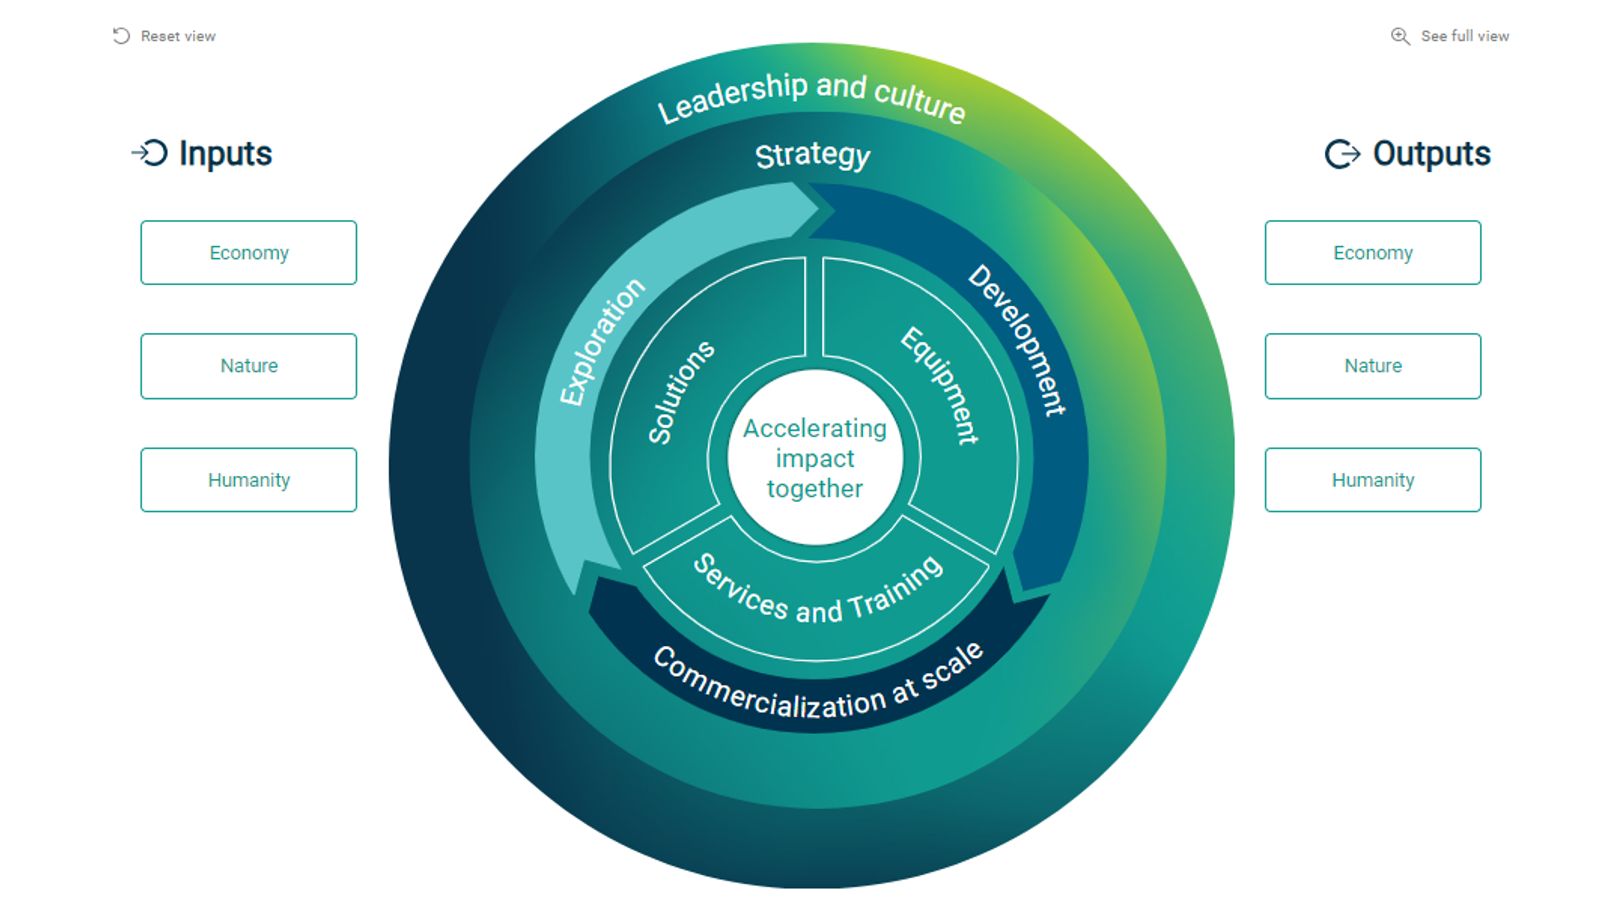 Reset view
See full view
Inputs
Outputs
Leadership and culture
Strategy
Exploration
Development
Solutions
Equipment
Accelerating
impact
together
Services and Training
Commercialization at scale
Economy
Nature
Humanity
Economy
Nature
Humanity